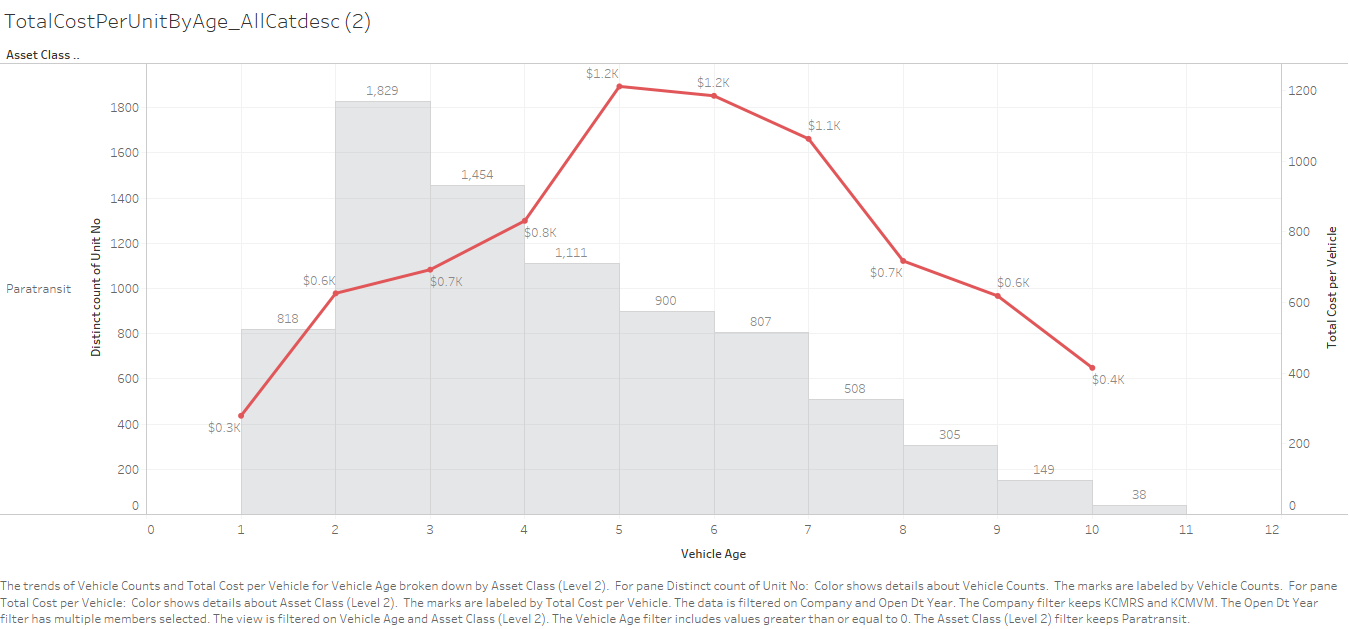 TotalCostPerUnitByAge_AllCatdesc (2)
Asset Class ..
Paratransit
Distinct count of Unit No
1800
1600
1400
1200
1000
800
600
400
200
0
818
1,829
1,454
1,111
900
807
508
305
149
38
$0.3K
$0.6K
$0.7K
$0.8K
$1.2K
$1.2K
$1.1K
$0.7K
$0.6K
$0.4K
1200
1000
800
600
400
200
0
Total Cost per Vehicle
0 1 2 3 4 5 6 7 8 9 10 11 12
Vehicle Age
The trends of Vehicle Counts and Total Cost per Vehicle for Vehicle Age broken down by Asset Class (Level 2). For pane Distinct count of Unit No: Color shows details about Vehicle Counts. The marks are labeled by Vehicle Counts. For pane
Total Cost per Vehicle: Color shows details about Asset Class (Level 2). The marks are labeled by Total Cost per Vehicle. The data is filtered on Company and Open Dt Year. The Company filter keeps KCMRS and KCMVM. The Open Dt Year
filter has multiple members selected. The view is filtered on Vehicle Age and Asset Class (Level 2). The Vehicle Age filter includes values greater than or equal to 0. The Asset Class (Level 2) filter keeps Paratransit.